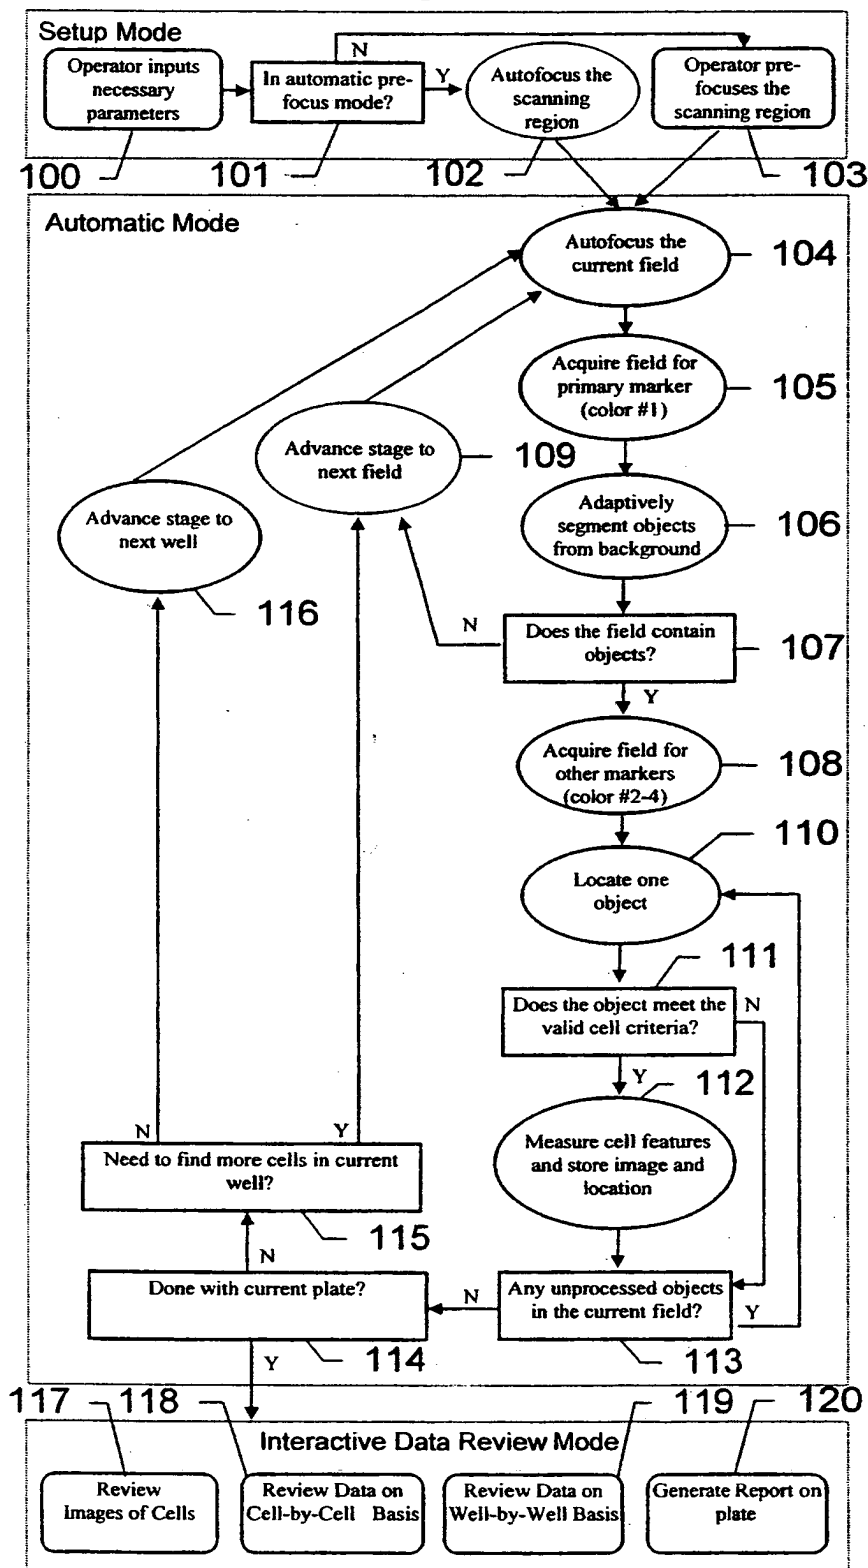 Setup Mode
Operator inputs
necessary
parameters
In automatic pre-
focus mode?
N
Y
Autofocus the
scanning
region
Operator pre-
focuses the
scanning region
100
101
102
103
Automatic Mode
Autofocus the
current field
104
Acquire field for
primary marker
(color #1)
105
Advance stage to
next field
109
Advance stage to
next well
116
Adaptively
segment objects
from background
106
N
Does the field contain
objects?
107
Y
Acquire field for
other markers
(color #2-4)
108
110
Locate one
object
111
Does the object meet the
valid cell criteria?
N
Y
112
Measure cell features
and store image and
location
N
Y
Need to find more cells in current
well?
115
N
Done with current plate?
N
Any unprocessed objects
in the current field?
Y
114
113
Y
117
118
119
120
Interactive Data Review Mode
Review
Images of Cells
Review Data on
Cell-by-Cell Basis
Review Data on
Well-by-Well Basis
Generate Report on
plate